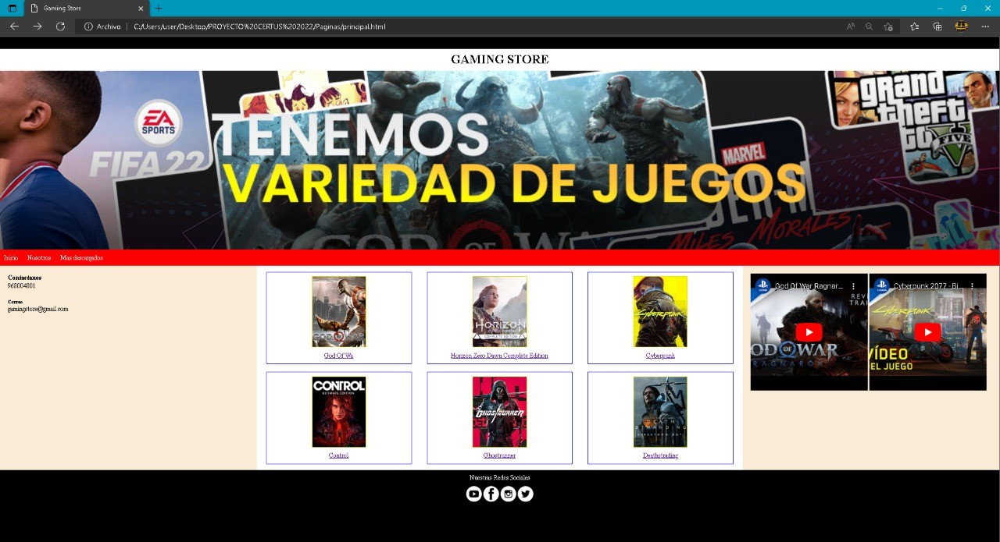 Gaming Store
Archivo
C:/Users/user/Desktop/PROYECTO%20CERTUS%202022/Paginas/principal.html
GAMING STORE
EA
SPORTS
FIFA 22
TENEMOS
VARIEDAD DE JUEGOS
GOD OF WAR
MARVEL
MILES MORALES
grand
theft
V
FIVE
Inicio
Nosotros
Mas descargados
Contactanos
968004801
Correo
gamingstore@gmail.com
GOD OF WAR
God Of Wa
HORIZON
COMPLETE EDITION
Horizon Zero Dawn Complete Edition
Cyberpunk
Cyberpunk
CONTROL
ULTIMATE EDITION
Control
GHOSTRUNNER
Ghostrunner
DEATH
STRANDING
Deathstrading
God Of War Ragnar...
OD OF WAR
RAGNARÖK
Cyberpunk 2077 - Bi...
Cyberpunk
VÍDEO
EL JUEGO
Nuestras Redes Sociales